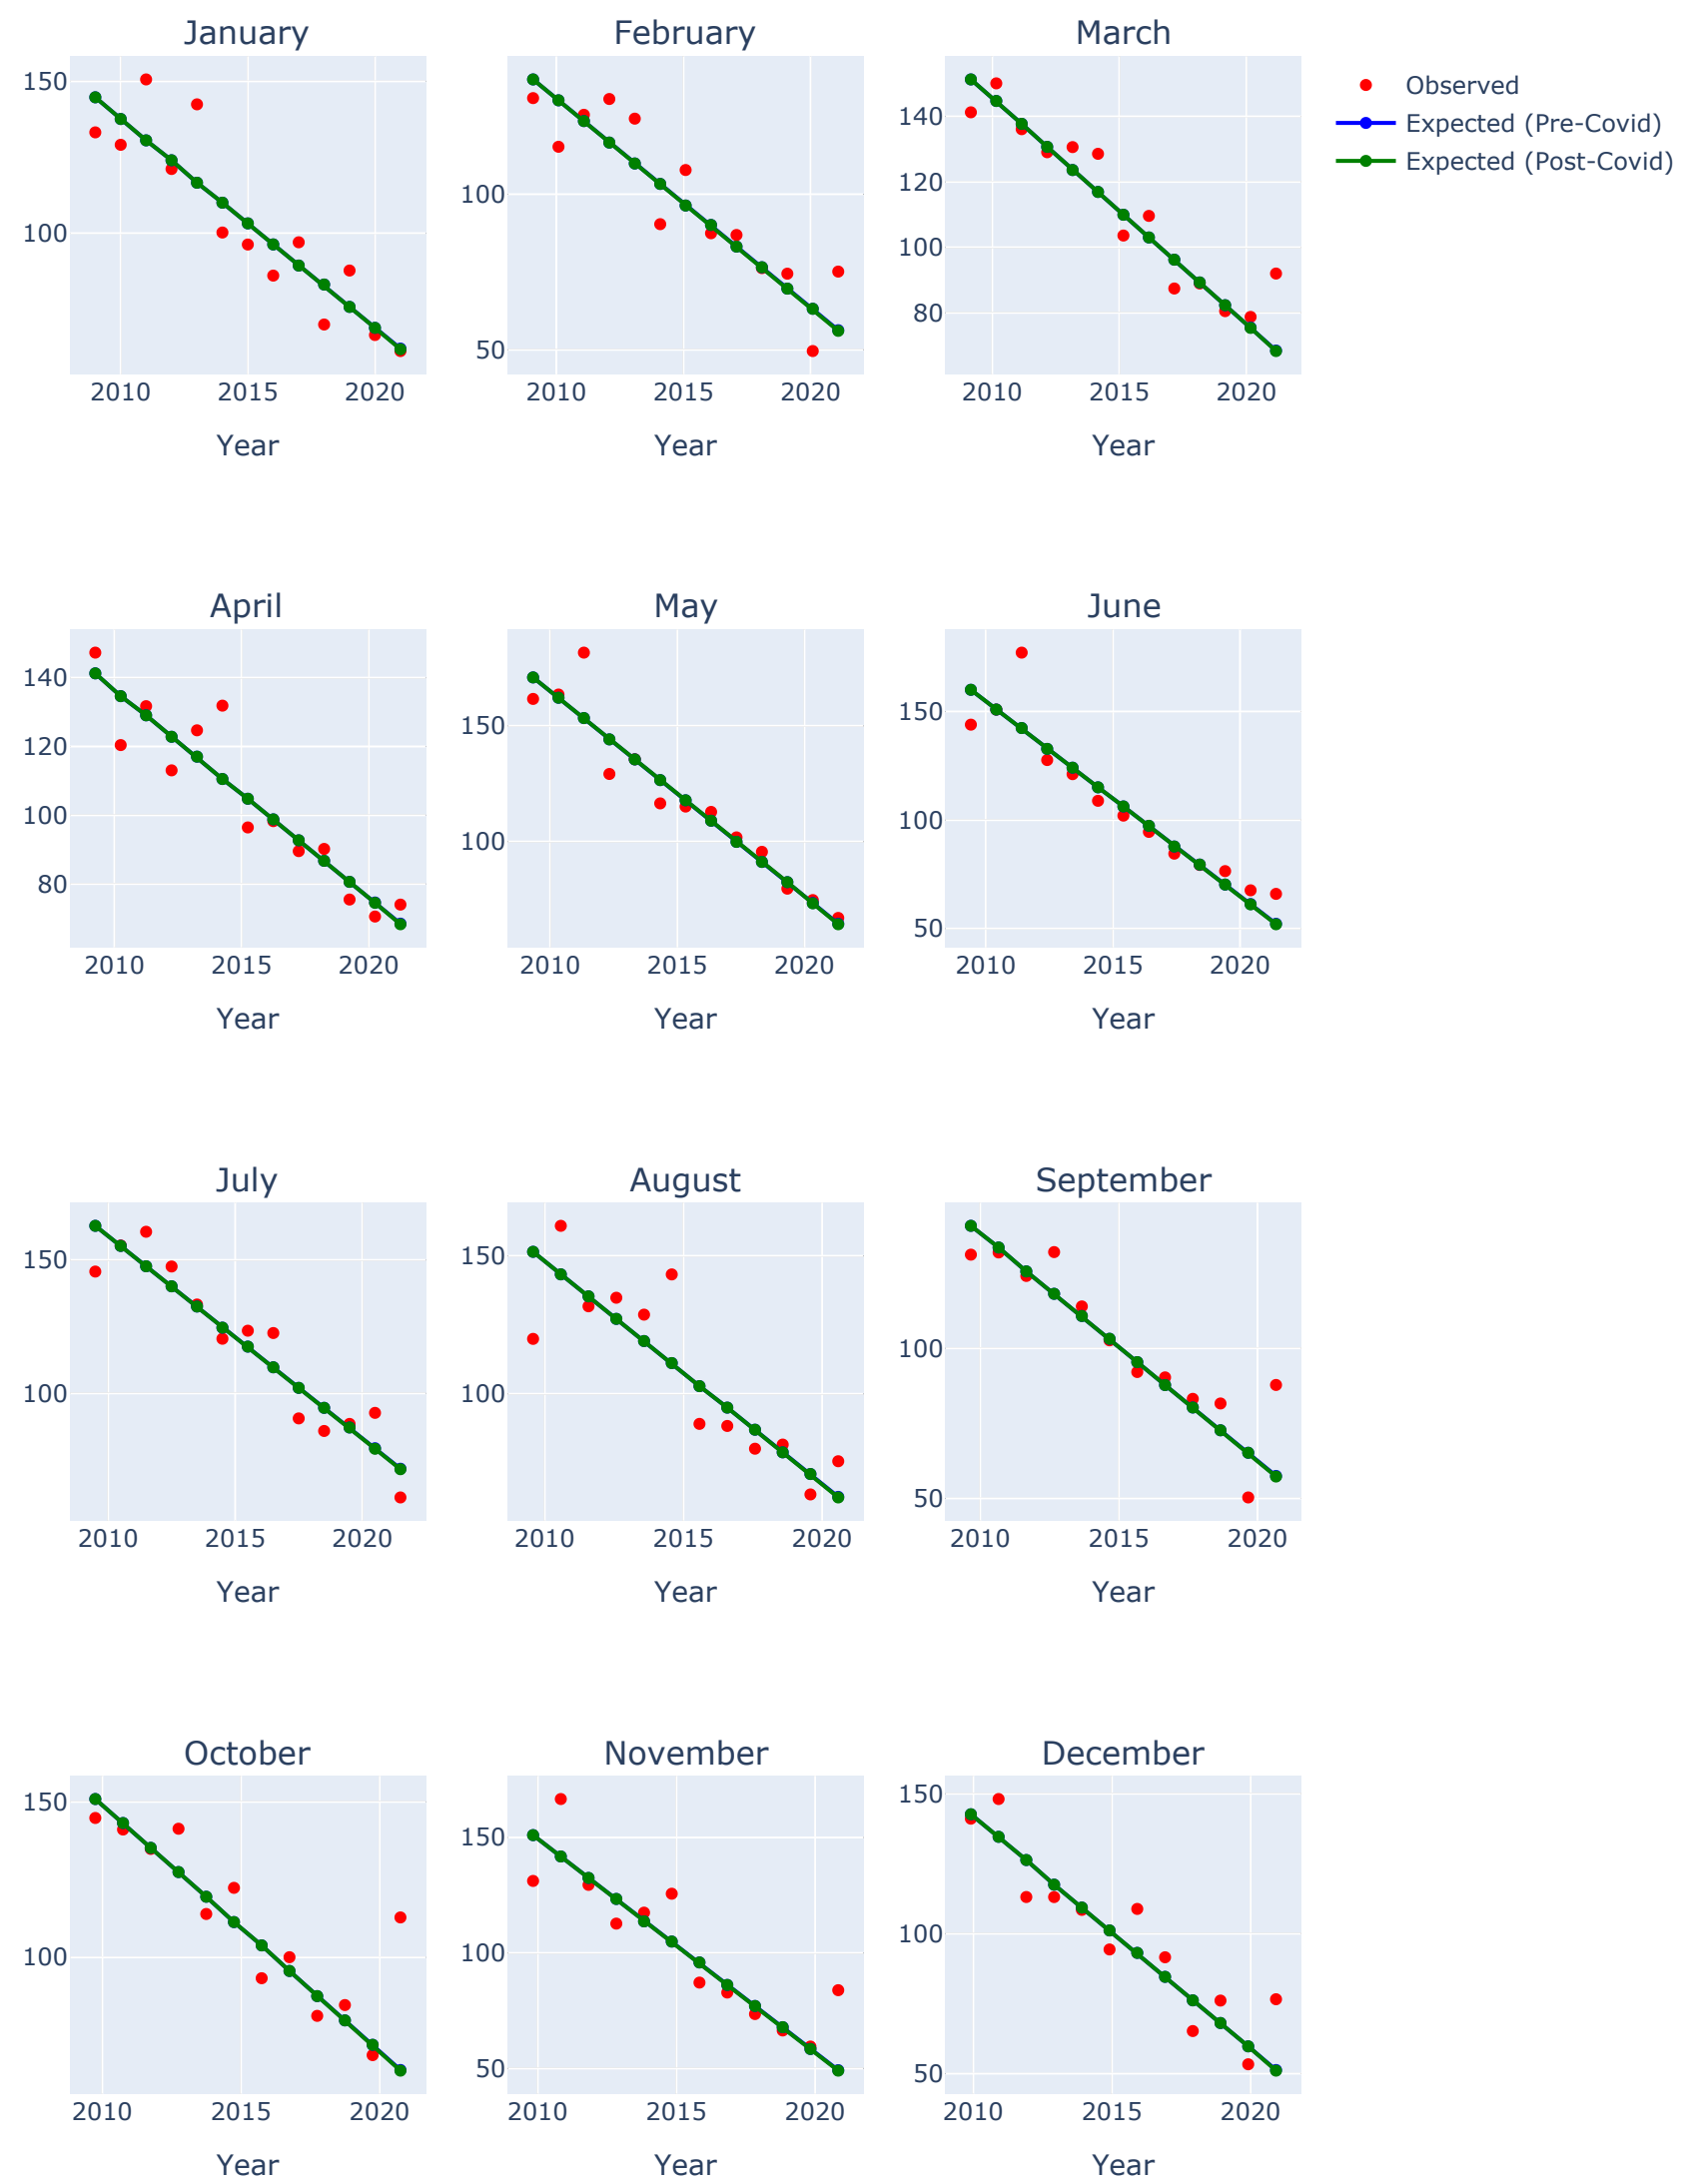 January
February
March
150
100
2010
2015
2020
Year
100
50
2010
2015
2020
Year
140
120
100
80
2010
2015
2020
Year
Observed
Expected (Pre-Covid)
Expected (Post-Covid)
April
May
June
140
120
100
80
2010
2015
2020
Year
150
100
2010
2015
2020
Year
150
100
50
2010
2015
2020
Year
July
August
September
150
100
2010
2015
2020
Year
150
100
2010
2015
2020
Year
100
50
2010
2015
2020
Year
October
November
December
150
100
2010
2015
2020
Year
150
100
50
2010
2015
2020
Year
150
100
50
2010
2015
2020
Year